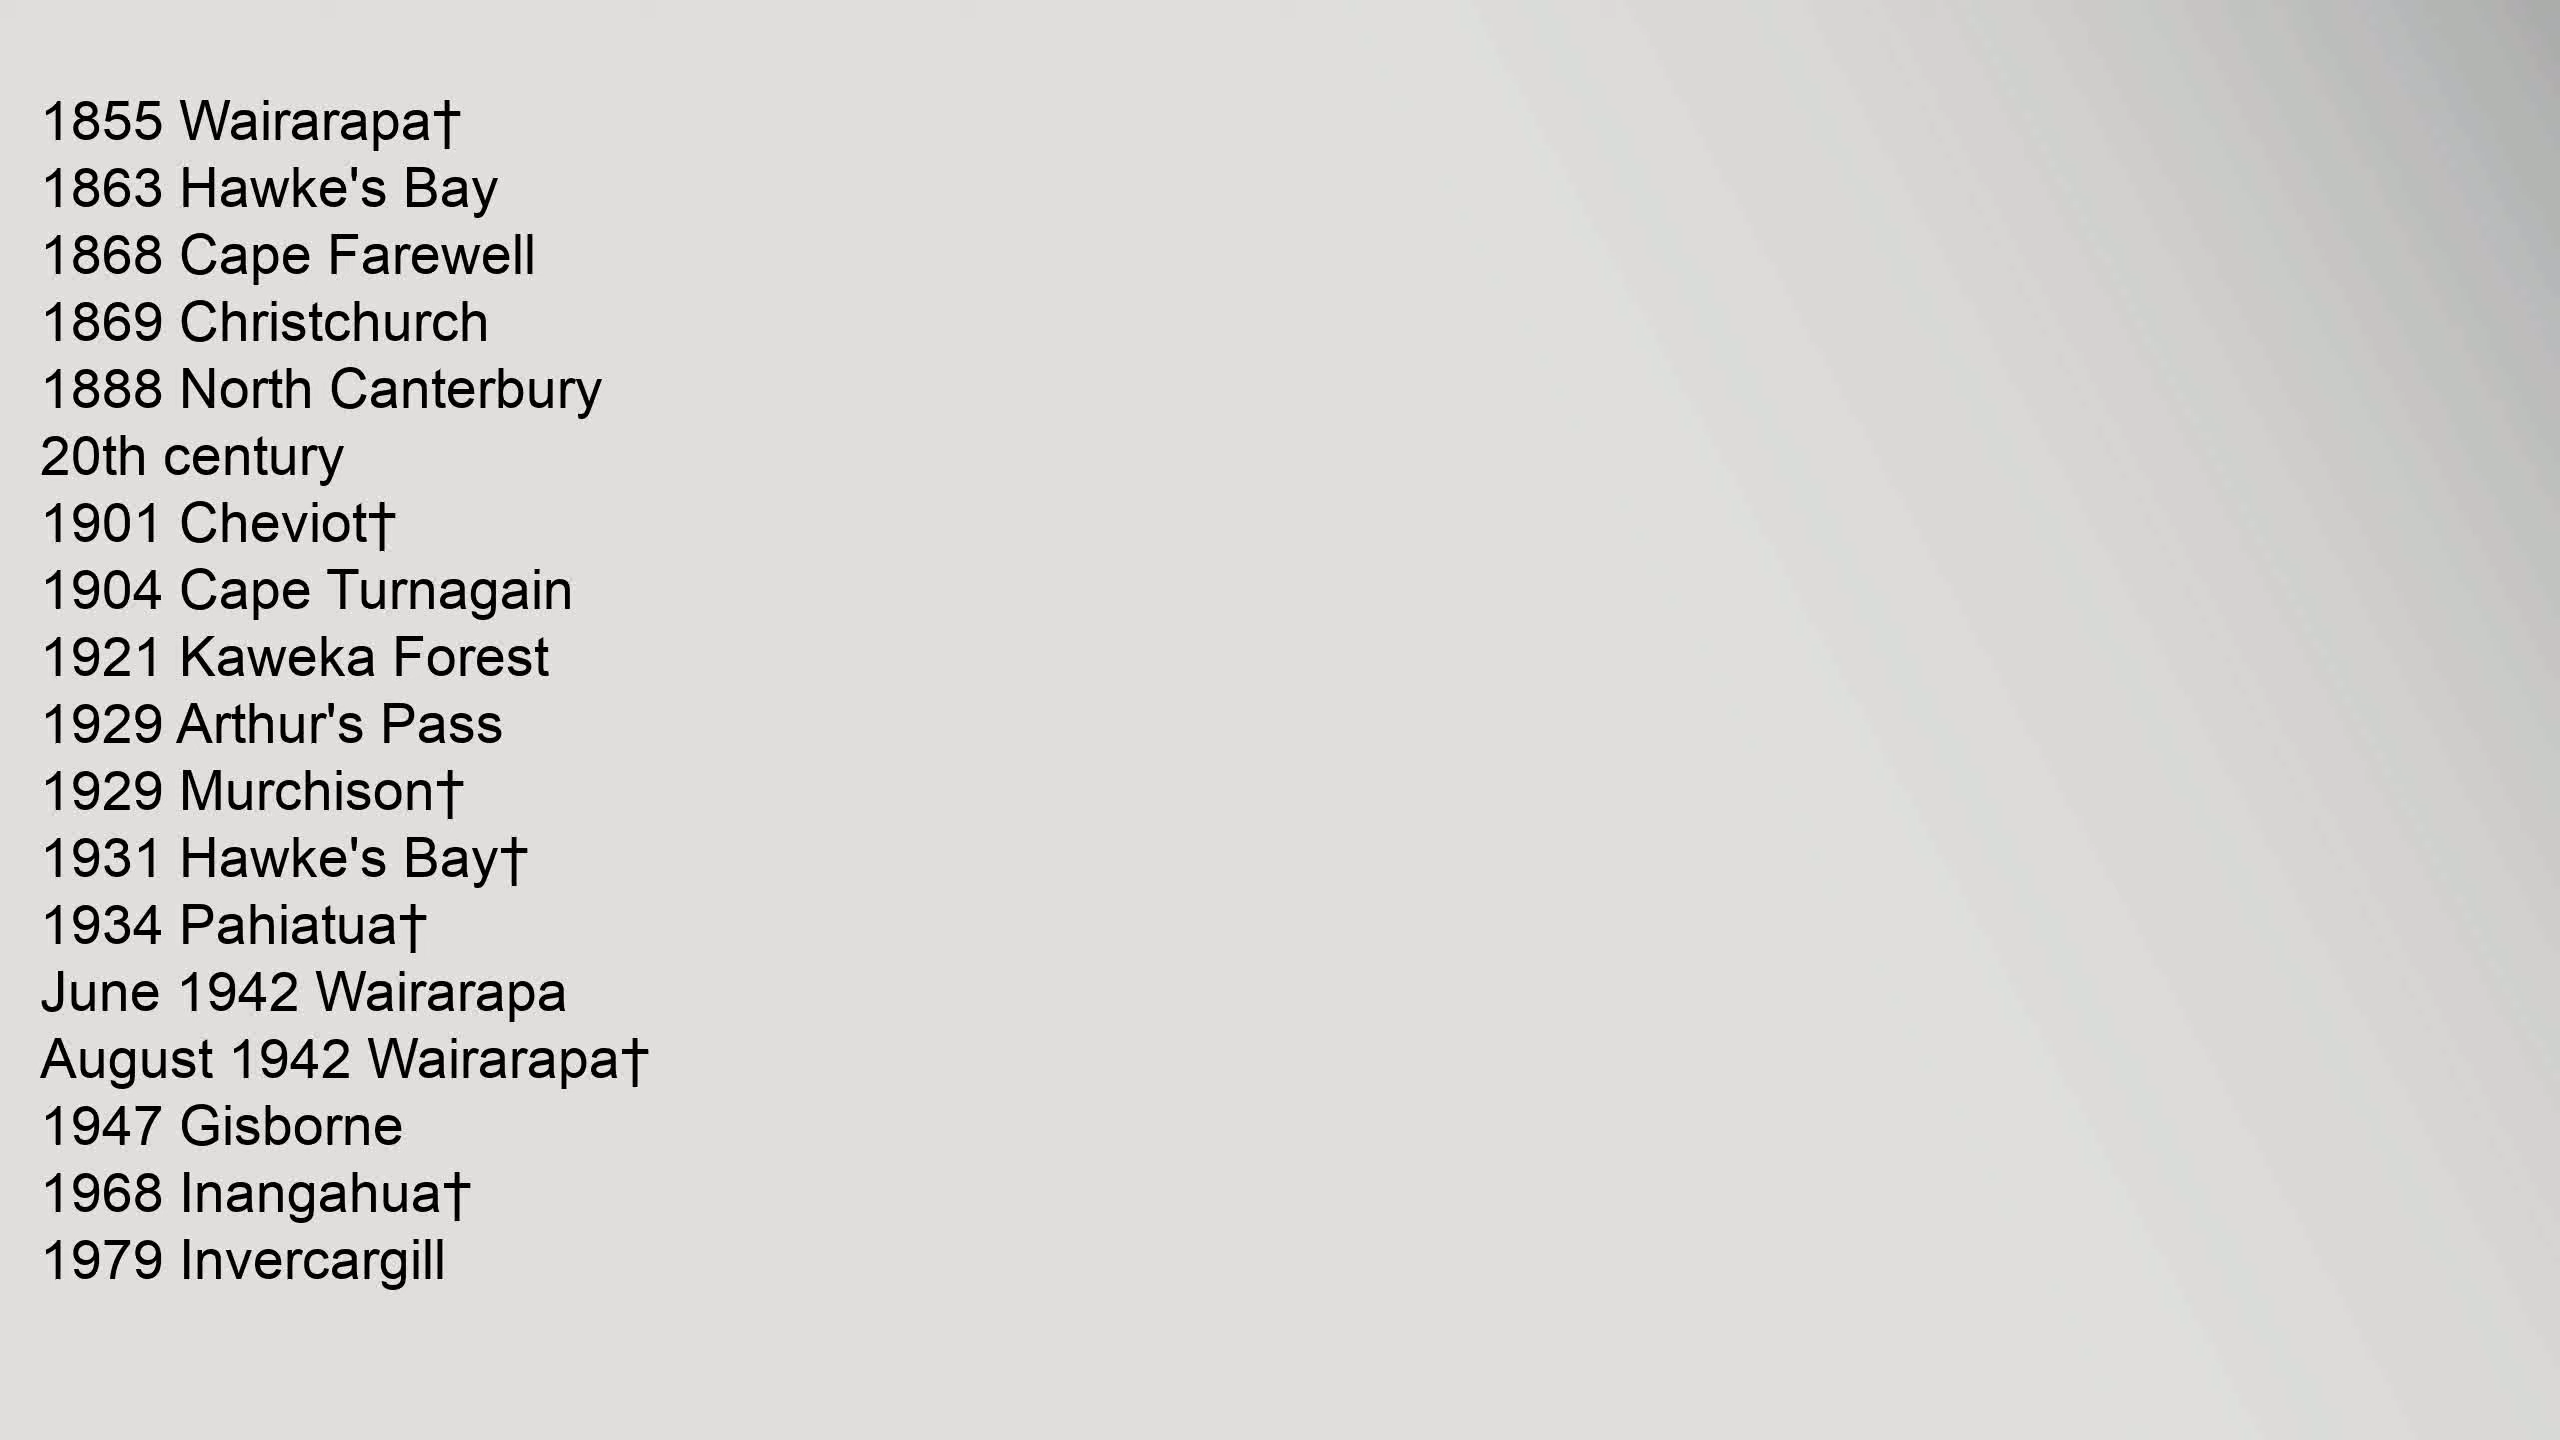 1855 Wairarapa†
1863 Hawke's Bay
1868 Cape Farewell
1869 Christchurch
1888 North Canterbury
20th century
1901 Cheviot†
1904 Cape Turnagain
1921 Kaweka Forest
1929 Arthur's Pass
1929 Murchison†
1931 Hawke's Bay†
1934 Pahiatua†
June 1942 Wairarapa
August 1942 Wairarapa†
1947 Gisborne
1968 Inangahua†
1979 Invercargill